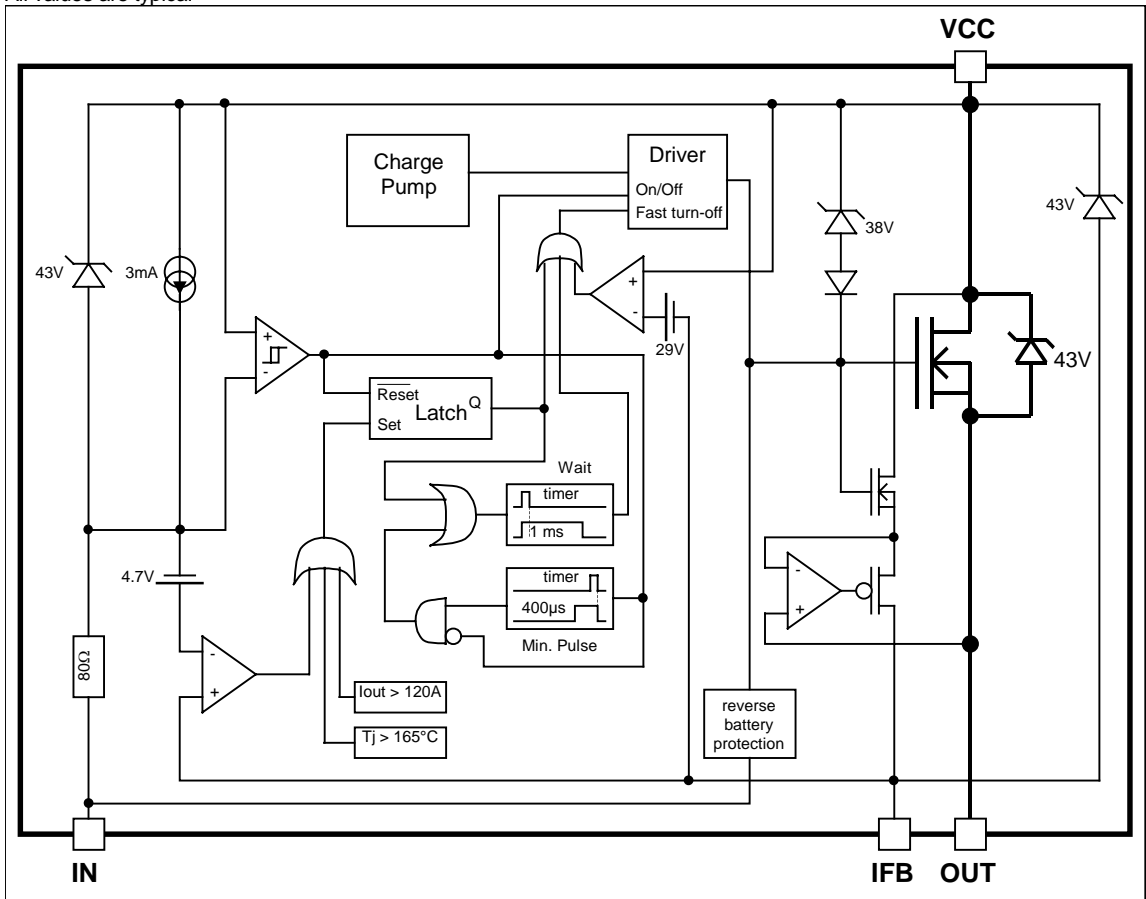 All values are typical
VCC
Charge
Pump
Driver
On/Off
Fast turn-off
43V
3mA
+
-
38V
43V
+
-
29V
43V
Reset
Latch
Q
Set
Wait
timer
1 ms
4.7V
timer
400µs
Min. Pulse
-
+
80Ω
-
+
Iout > 120A
Tj > 165°C
reverse
battery
protection
IN
IFB
OUT